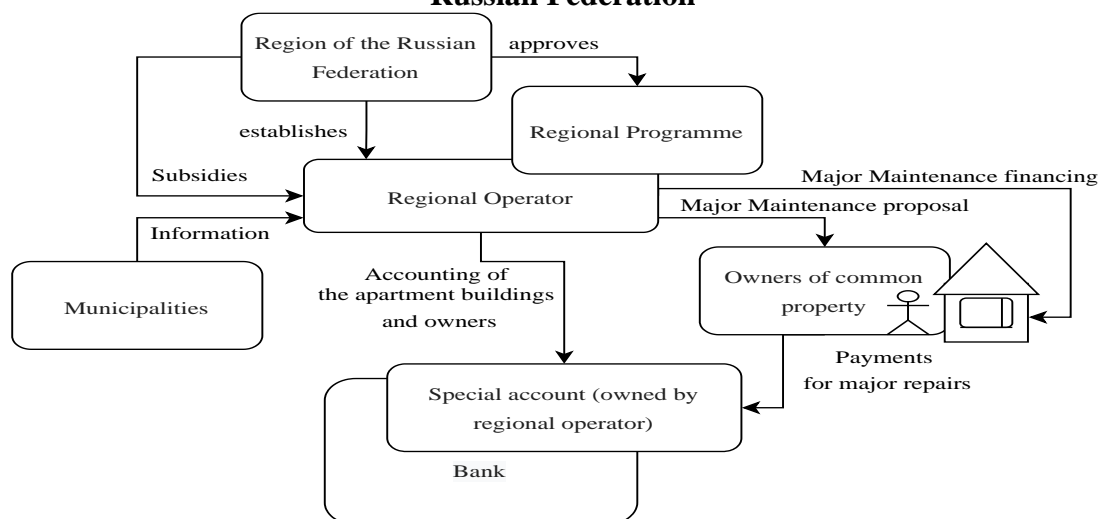 Russian Federation
Region of the Russian
Federation
approves
Regional Programme
establishes
Subsidies
Regional Operator
Major Maintenance financing
Major Maintenance proposal
Information
Municipalities
Accounting of
the apartment buildings
and owners
Owners of common
property
Payments
for major repairs
Special account (owned by
regional operator)
Bank